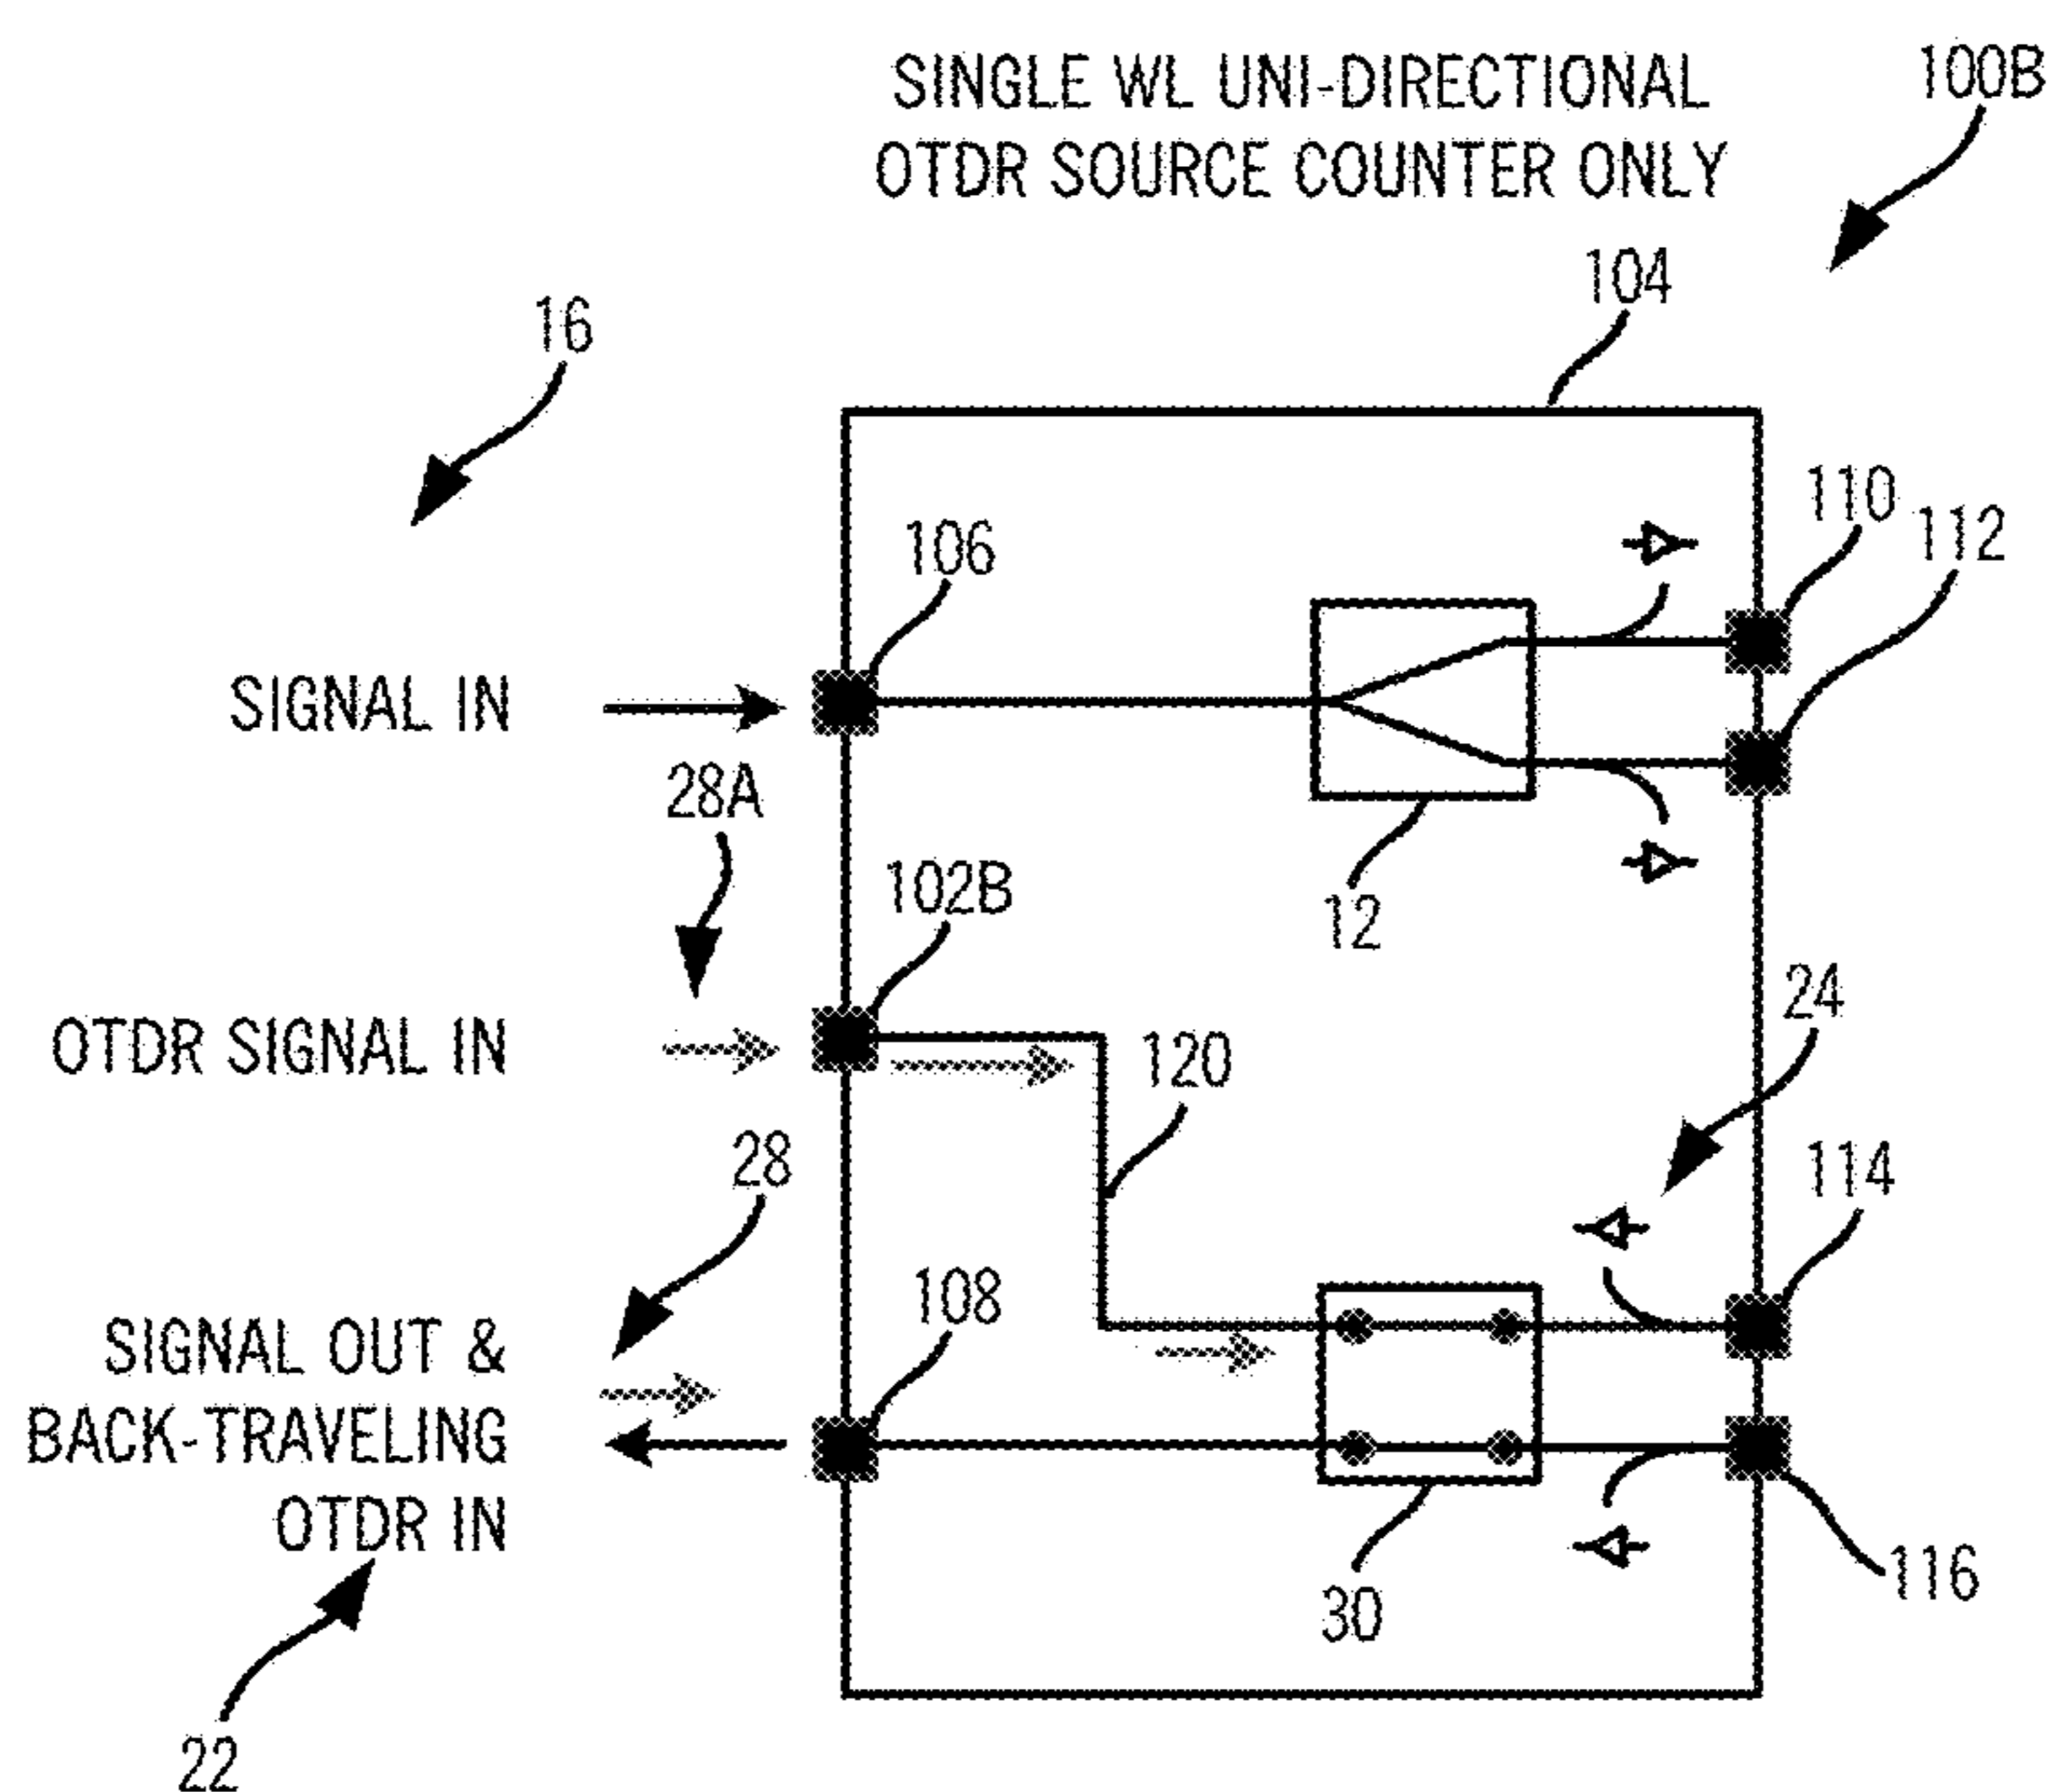 SINGLE WL UNI-DIRECTIONAL
OTDR SOURCE COUNTER ONLY
100B
104
16
110
112
106
SIGNAL IN
28A
102B
12
24
OTDR SIGNAL IN
120
28
114
108
SIGNAL OUT &
BACK-TRAVELING
OTDR IN
30
116
22